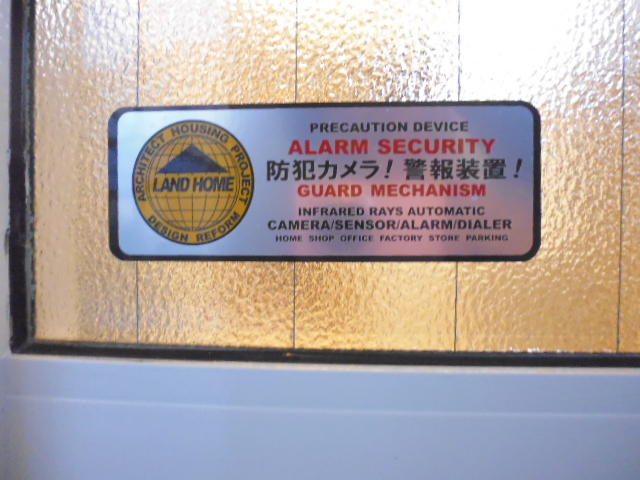 ARCHITECT HOUSING PROJECT
LAND HOME
DESIGN REFORM
PRECAUTION DEVICE
ALARM SECURITY
防犯カメラ！警報装置！
GUARD MECHANISM
INFRARED RAYS AUTOMATIC
CAMERA/SENSOR/ALARM/DIALER
HOME SHOP OFFICE FACTORY STORE PARKING